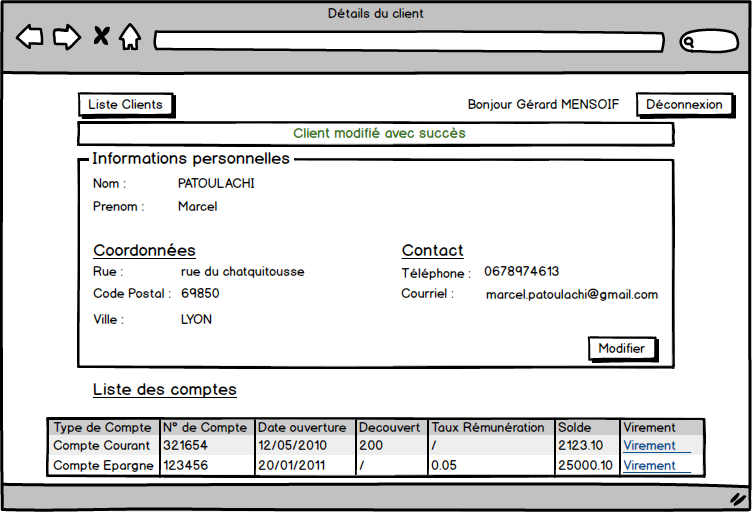 Détails du client
Liste Clients Bonjour Gérard MENSOIF Déconnexion
Client modifié avec succès
Informations personnelles
Nom : PATOULACHI
Prenom : Marcel
Coordonnées Contact
Rue : rue du chatquitousse Téléphone : 0678974613
Code Postal : 69850 Courriel : marcel.patoulachi@gmail.com
Ville : LYON
Modifier
Liste des comptes
Type de Compte N° de Compte Date ouverture Decouvert Taux Rémunération Solde Virement
Compte Courant 321654 12/05/2010 200 / 2123.10 Virement
Compte Epargne 123456 20/01/2011 / 0.05 25000.10 Virement